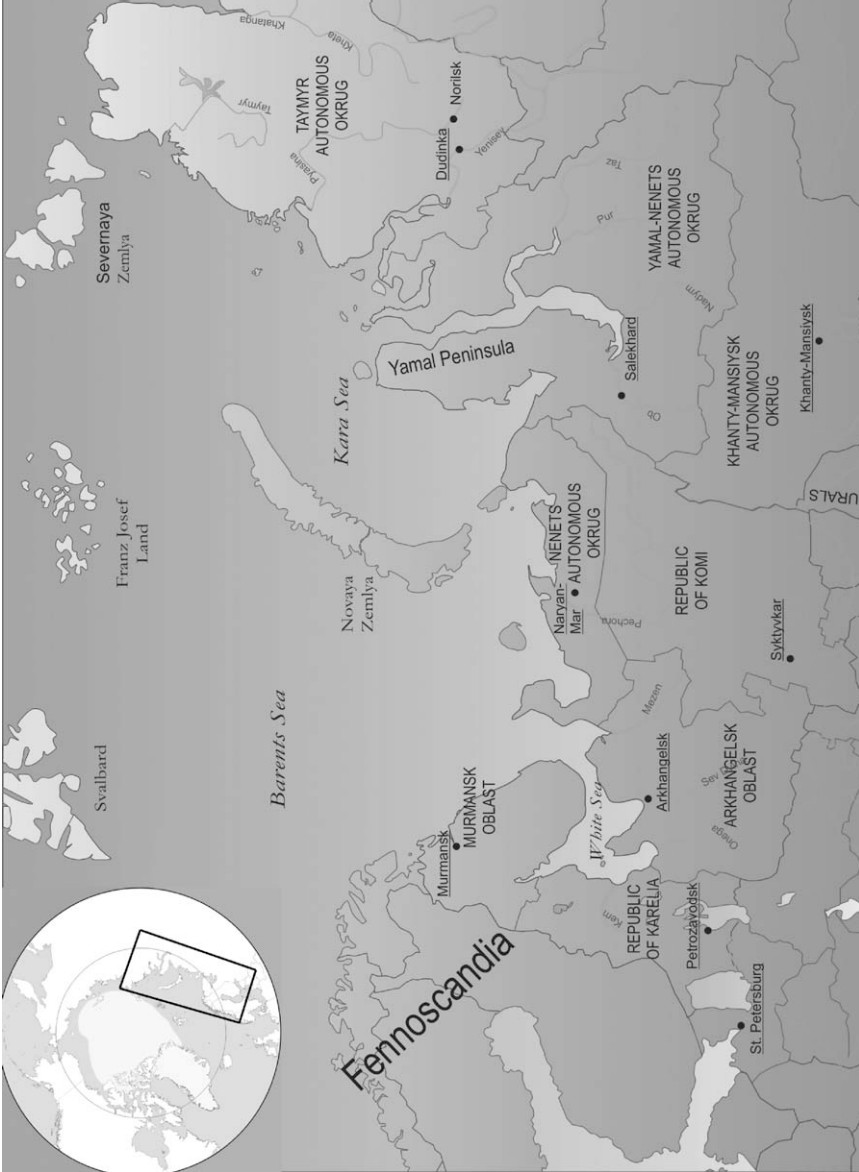 Khatanga
Kheta
Taymyr
TAYMYR
AUTONOMOUS
OKRUG
Pyasina
Norilsk
Dudinka
Yenisey
Severnaya
Zemlya
Taz
Pur
YAMAL-NENETS
AUTONOMOUS
OKRUG
Nadym
Yamal Peninsula
Salekhard
Ob
KHANTY-MANSIYSK
AUTONOMOUS
OKRUG
Khanty-Mansiysk
URALS
Kara Sea
Franz Josef
Land
Novaya
Zemlya
NENETS
AUTONOMOUS
OKRUG
Naryan-
Mar
Pechora
REPUBLIC
OF KOMI
Syktyvkar
Svalbard
Barents Sea
Mezen
Murmansk
MURMANSK
OBLAST
White Sea
Arkhangelsk
Sev
ARKHANGELSK
OBLAST
Onega
Kem
REPUBLIC
OF KARELIA
Petrozavodsk
Fennoscandia
St. Petersburg